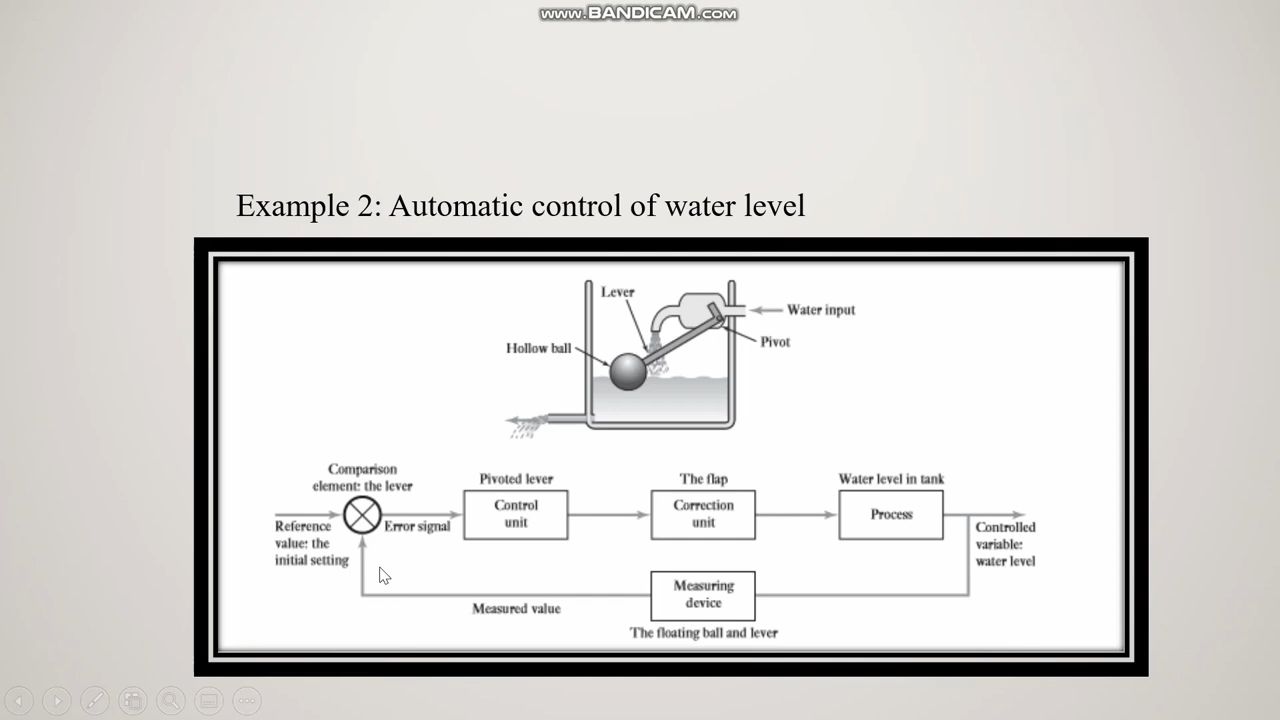 www.BANDICAM.com
Example 2: Automatic control of water level
Lever
Water input
Hollow ball
Pivot
Comparison
element: the lever
Pivoted lever
The flap
Water level in tank
Control
unit
Correction
unit
Process
Reference
value: the
initial setting
Error signal
Controlled
variable:
water level
Measuring
device
Measured value
The floating ball and lever